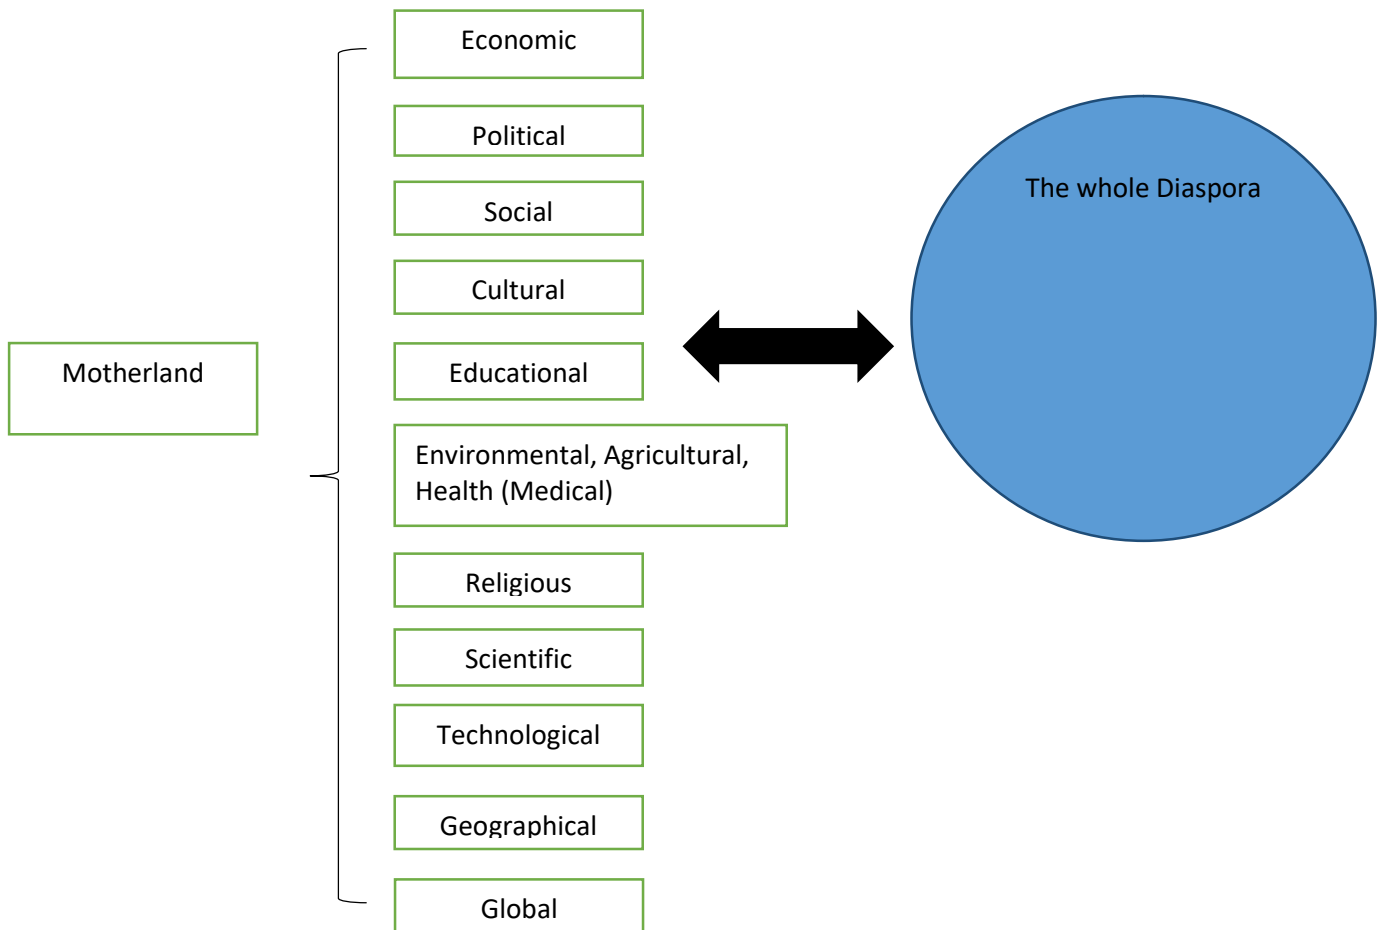 Economic
Political
Social
Cultural
Educational
Environmental, Agricultural,
Health (Medical)
Religious
Scientific
Technological
Geographical
Global
Motherland
The whole Diaspora